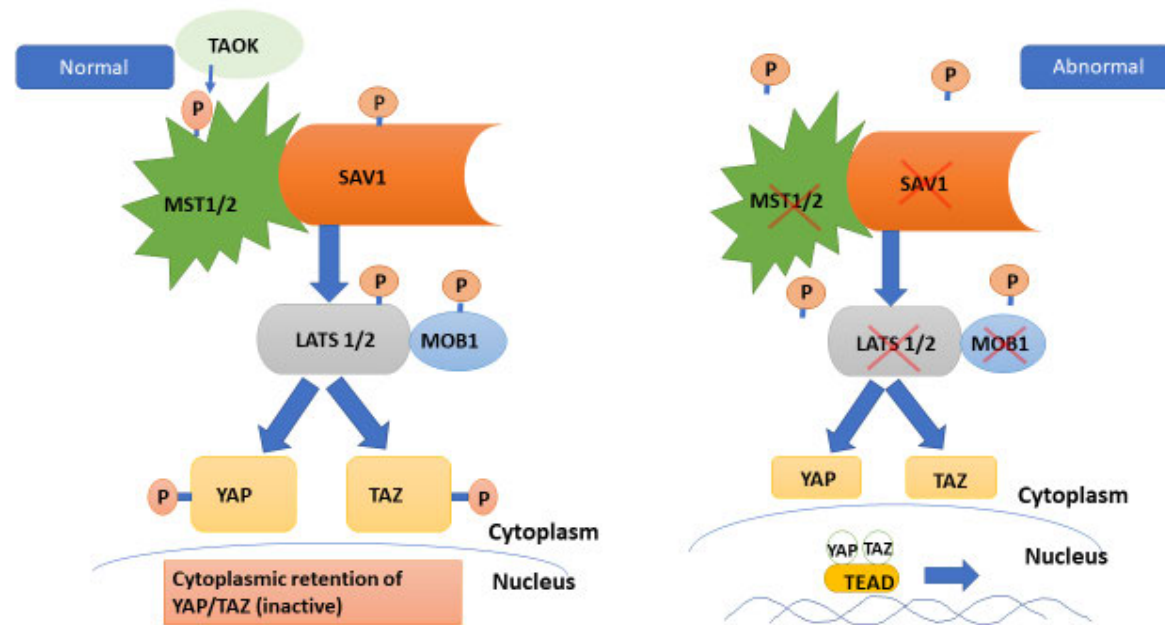 Normal
TAOK
P
P
MST1/2
SAV1
P
P
LATS 1/2
MOB1
P
YAP
TAZ
P
Cytoplasm
Nucleus
Cytoplasmic retention of
YAP/TAZ (inactive)
Abnormal
P
P
MST1/2
SAV1
P
P
LATS 1/2
MOB1
YAP
TAZ
Cytoplasm
Nucleus
YAP
TAZ
TEAD